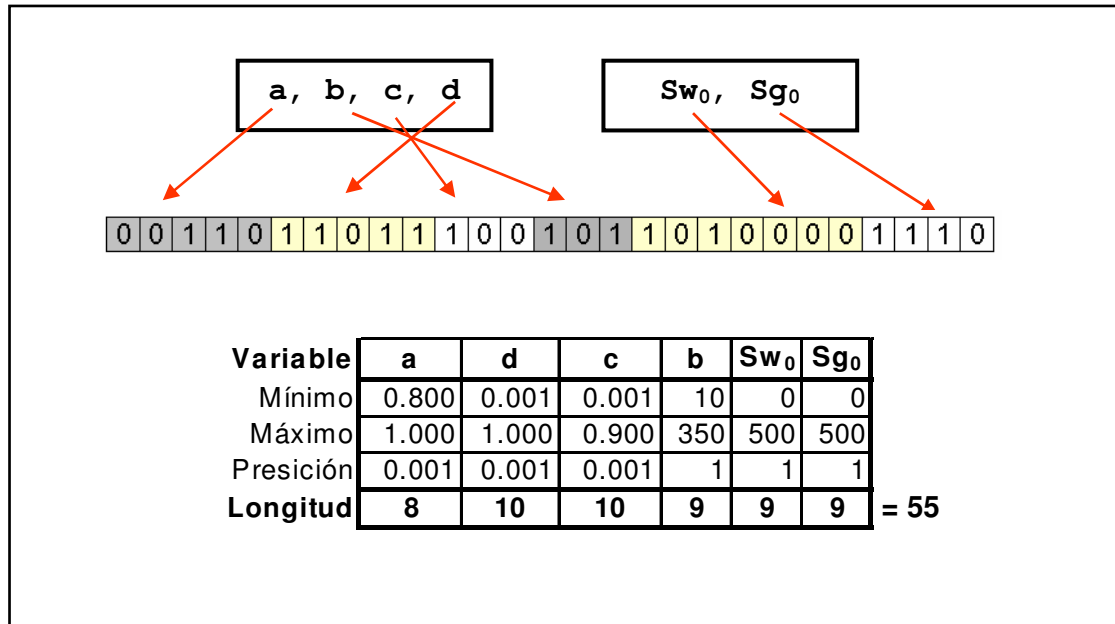 a, b, c, d
Sw₀, Sg₀
0 0 1 1 0 1 1 0 1 1 1 0 0 1 0 1 1 0 1 0 0 0 0 1 1 1 0
Variable a d c b Sw₀ Sg₀
Mínimo 0.800 0.001 0.001 10 0 0
Máximo 1.000 1.000 0.900 350 500 500
Presición 0.001 0.001 0.001 1 1 1
Longitud 8 10 10 9 9 9 = 55